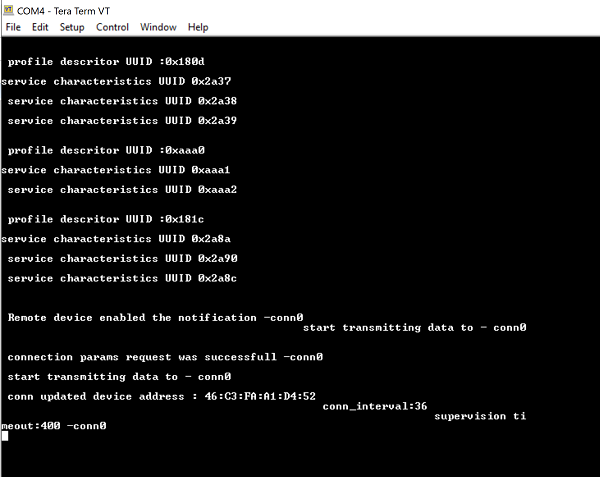 COM4 - Tera Term VT
File Edit Setup Control Window Help
profile descritor UUID :0x180d
service characteristics UUID 0x2a37
service characteristics UUID 0x2a38
service characteristics UUID 0x2a39
profile descritor UUID :0xaaa0
service characteristics UUID 0xaaa1
service characteristics UUID 0xaaa2
profile descritor UUID :0x181c
service characteristics UUID 0x2a8a
service characteristics UUID 0x2a90
service characteristics UUID 0x2a8c
Remote device enabled the notification -conn0
start transmitting data to - conn0
connection params request was successfull -conn0
start transmitting data to - conn0
conn updated device address : 46:C3:FA:A1:D4:52
conn_interval:36
supervision ti
meout:400 -conn0